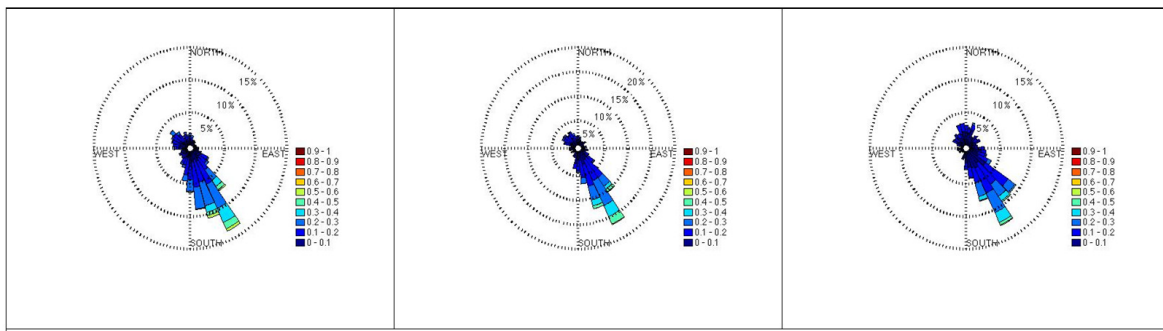 NORTH
15%
10%
5%
WEST
EAST
SOUTH
0.9 - 1
0.8 - 0.9
0.7 - 0.8
0.6 - 0.7
0.5 - 0.6
0.4 - 0.5
0.3 - 0.4
0.2 - 0.3
0.1 - 0.2
0 - 0.1
NORTH
20%
15%
10%
5%
WEST
EAST
SOUTH
0.9 - 1
0.8 - 0.9
0.7 - 0.8
0.6 - 0.7
0.5 - 0.6
0.4 - 0.5
0.3 - 0.4
0.2 - 0.3
0.1 - 0.2
0 - 0.1
NORTH
15%
10%
5%
WEST
EAST
SOUTH
0.9 - 1
0.8 - 0.9
0.7 - 0.8
0.6 - 0.7
0.5 - 0.6
0.4 - 0.5
0.3 - 0.4
0.2 - 0.3
0.1 - 0.2
0 - 0.1